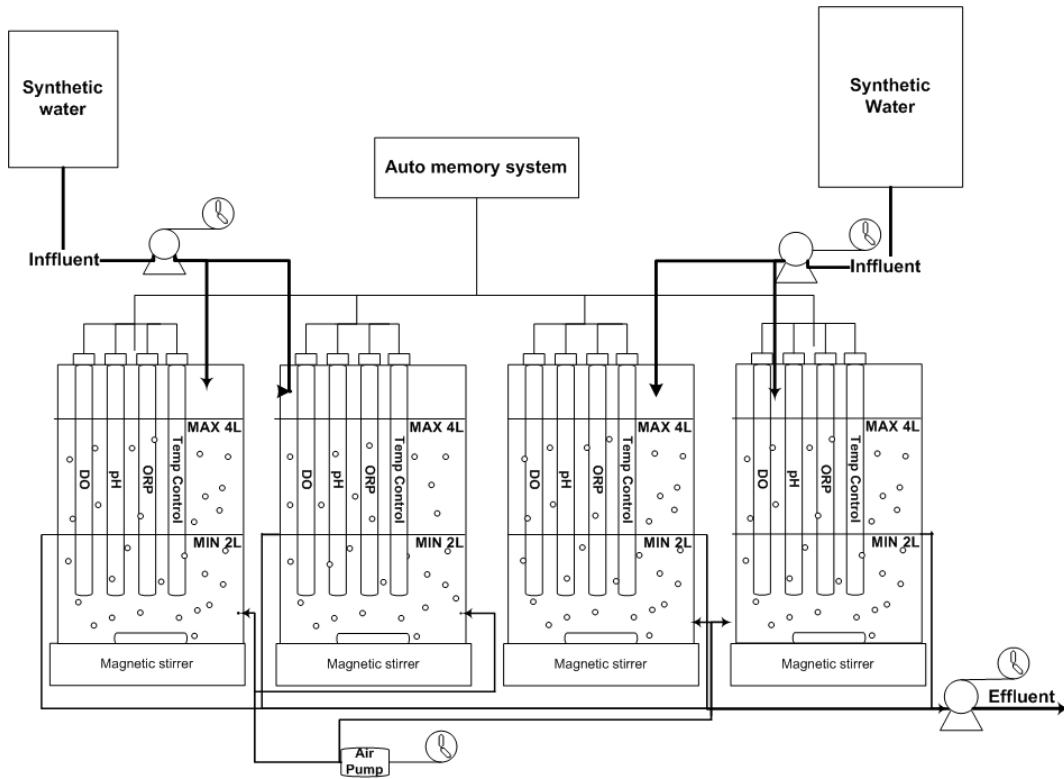 Synthetic
water
Synthetic
Water
Auto memory system
Inffluent
Inffluent
MAX 4L
MAX 4L
MAX 4L
MAX 4L
DO
pH
ORP
Temp Control
DO
pH
ORP
Temp Control
DO
pH
ORP
Temp Control
DO
pH
ORP
Temp Control
MIN 2L
MIN 2L
MIN 2L
MIN 2L
Magnetic stirrer
Magnetic stirrer
Magnetic stirrer
Magnetic stirrer
Effluent
Air
Pump